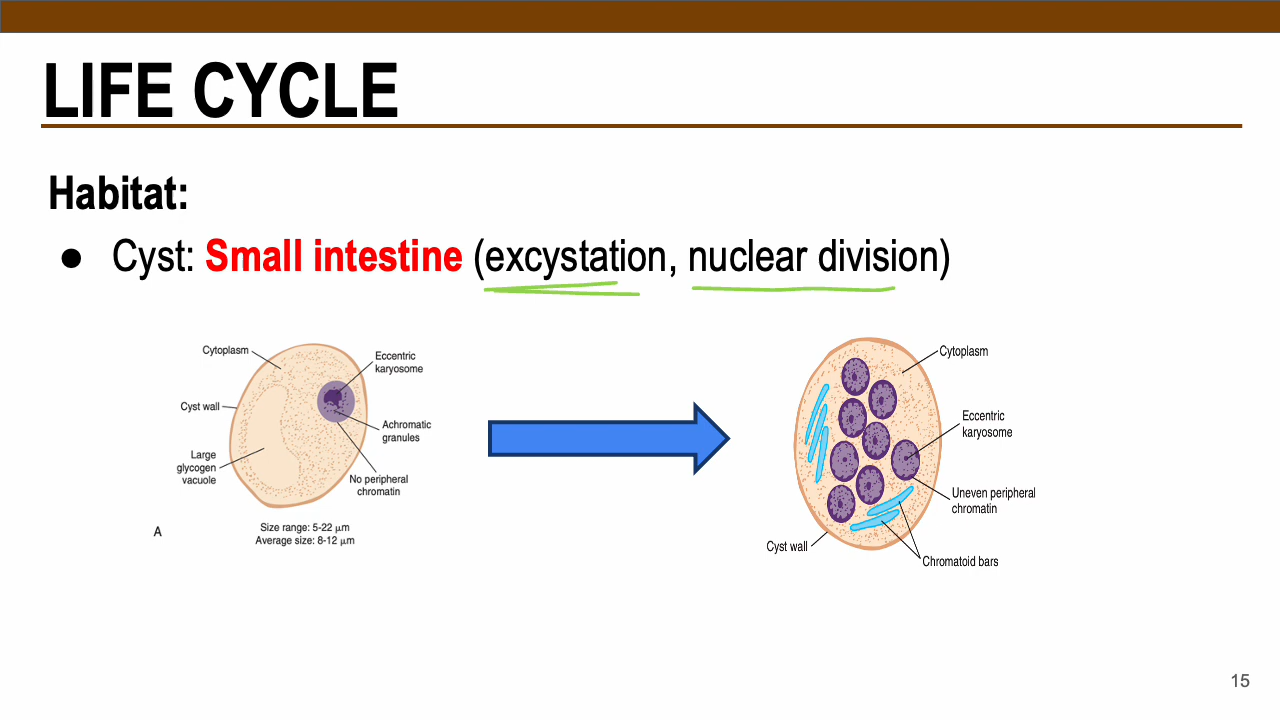 LIFE CYCLE
Habitat:
● Cyst: Small intestine (excystation, nuclear division)
Cytoplasm
Eccentric
karyosome
Cyst wall
Achromatic
granules
Large
glycogen
vacuole
No peripheral
chromatin
A
Size range: 5-22 µm
Average size: 8-12 µm
Cytoplasm
Eccentric
karyosome
Uneven peripheral
chromatin
Cyst wall
Chromatoid bars
15